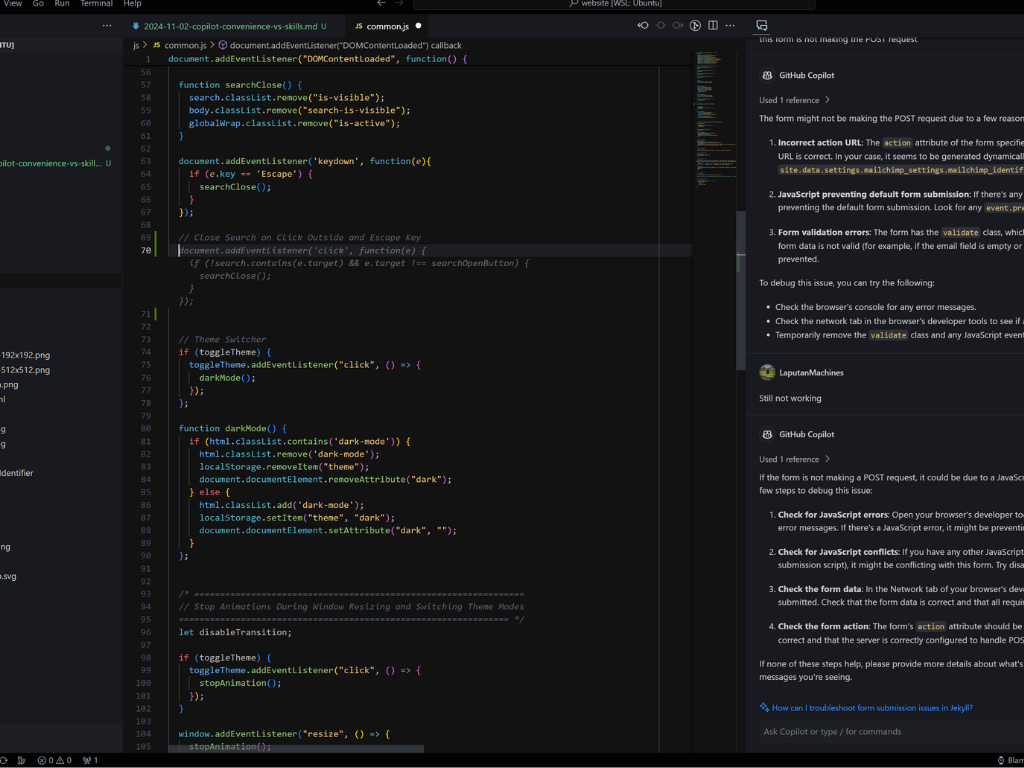 View Go Run Terminal Help
website [WSL: Ubuntu]
2024-11-02-copilot-convenience-vs-skills.md U
JS common.js
js > JS common.js > document.addEventListener("DOMContentLoaded") callback
1 document.addEventListener("DOMContentLoaded", function() {
56
57 function searchClose() {
58 search.classList.remove("is-visible");
59 body.classList.remove("search-is-visible");
60 globalWrap.classList.remove("is-active");
61 }
62
63 document.addEventListener('keydown', function(e){
64 if (e.key == 'Escape') {
65 searchClose();
66 }
67 });
68
69 // Close Search on Click Outside and Escape Key
70 document.addEventListener('click', function(e) {
if (!search.contains(e.target) && e.target !== searchOpenButton) {
searchClose();
}
});
71
72
73 // Theme Switcher
74 if (toggleTheme) {
75 toggleTheme.addEventListener("click", () => {
76 darkMode();
77 });
78 };
79
80 function darkMode() {
81 if (html.classList.contains('dark-mode')) {
82 html.classList.remove('dark-mode');
83 localStorage.removeItem("theme");
84 document.documentElement.removeAttribute("dark");
85 } else {
86 html.classList.add('dark-mode');
87 localStorage.setItem("theme", "dark");
88 document.documentElement.setAttribute("dark", "");
89 }
90 };
91
92
93 /* ============================================================
94 // Stop Animations During Window Resizing and Switching Theme Modes
95 ============================================================ */
96 let disableTransition;
97
98 if (toggleTheme) {
99 toggleTheme.addEventListener("click", () => {
100 stopAnimation();
101 });
102 }
103
104 window.addEventListener("resize", () => {
105 stopAnimation();
TU]
pilot-convenience-vs-skill... U
-192x192.png
-512x512.png
.png
ml
g
g
Identifier
ng
.svg
0 0
1
this form is not making the POST request
GitHub Copilot
Used 1 reference >
The form might not be making the POST request due to a few reason
1. Incorrect action URL: The action attribute of the form specifie
URL is correct. In your case, it seems to be generated dynamicall
site.data.settings.mailchimp_settings.mailchimp_identif
2. JavaScript preventing default form submission: If there's any
preventing the default form submission. Look for any event.pre
3. Form validation errors: The form has the validate class, whic
form data is not valid (for example, if the email field is empty or
prevented.
To debug this issue, you can try the following:
• Check the browser's console for any error messages.
• Check the network tab in the browser's developer tools to see if
• Temporarily remove the validate class and any JavaScript event
LaputanMachines
Still not working
GitHub Copilot
Used 1 reference >
If the form is not making a POST request, it could be due to a JavaSc
few steps to debug this issue:
1. Check for JavaScript errors: Open your browser's developer to
error messages. If there's a JavaScript error, it might be preventin
2. Check for JavaScript conflicts: If you have any other JavaScript
submission script), it might be conflicting with this form. Try disa
3. Check the form data: In the Network tab of your browser's dev
submitted. Check that the form data is correct and that all requi
4. Check the form action: The form's action attribute should be
correct and that the server is correctly configured to handle POS
If none of these steps help, please provide more details about what's
messages you're seeing.
How can I troubleshoot form submission issues in Jekyll?
Ask Copilot or type / for commands
Blam